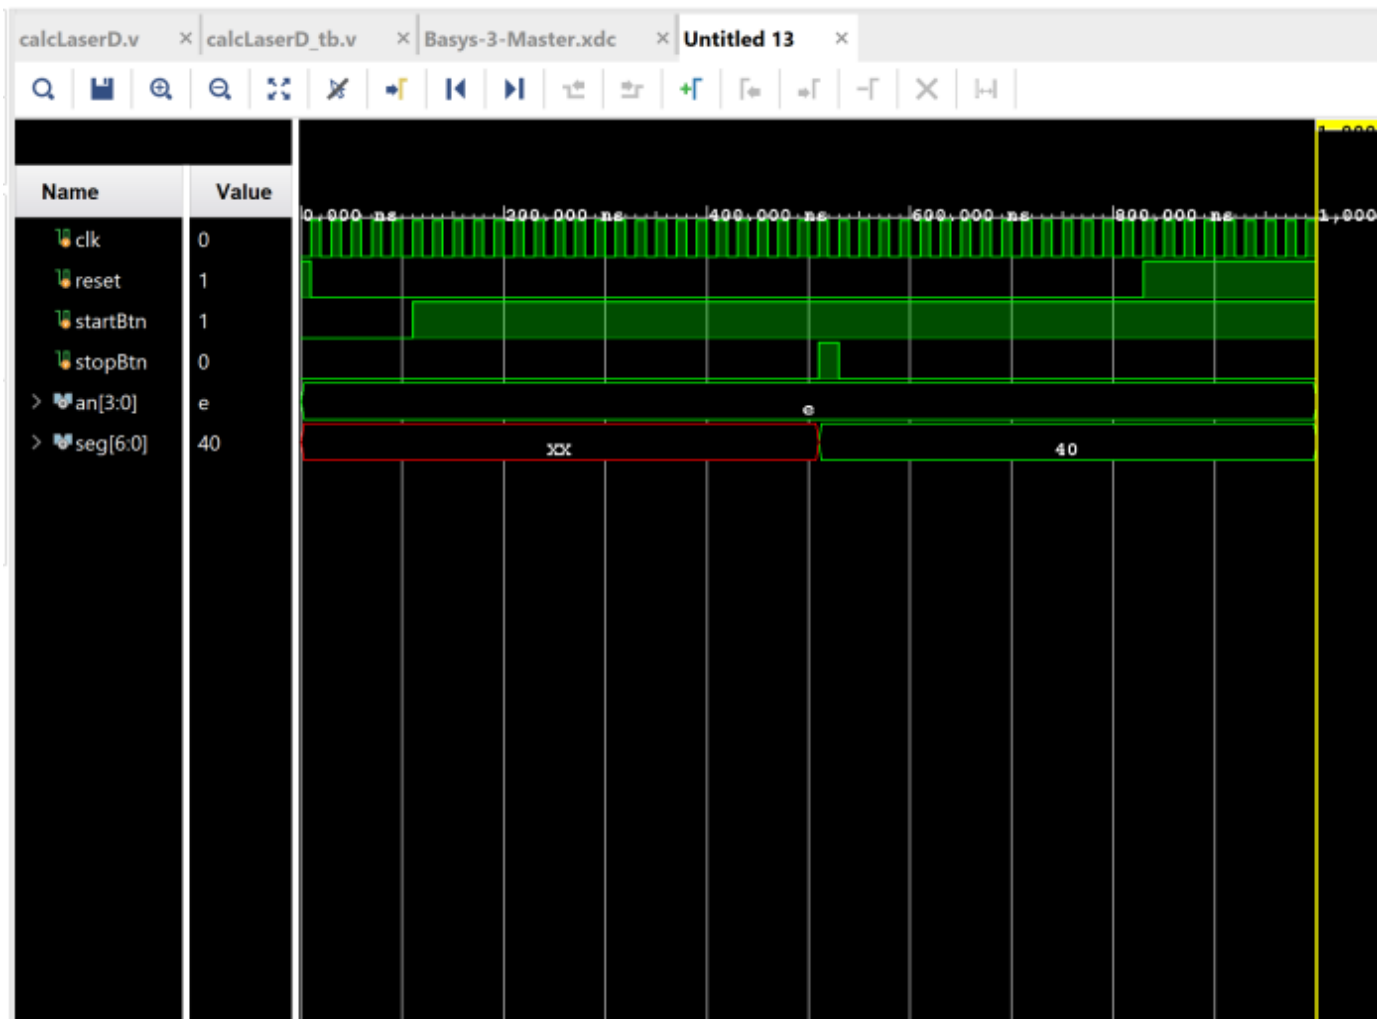 calcLaserD.v × calcLaserD_tb.v × Basys-3-Master.xdc × Untitled 13 ×
1,000
Name Value
0.000 ns 200.000 ns 400.000 ns 600.000 ns 800.000 ns 1,000
clk 0
reset 1
startBtn 1
stopBtn 0
an[3:0] e e
seg[6:0] 40 XX 40